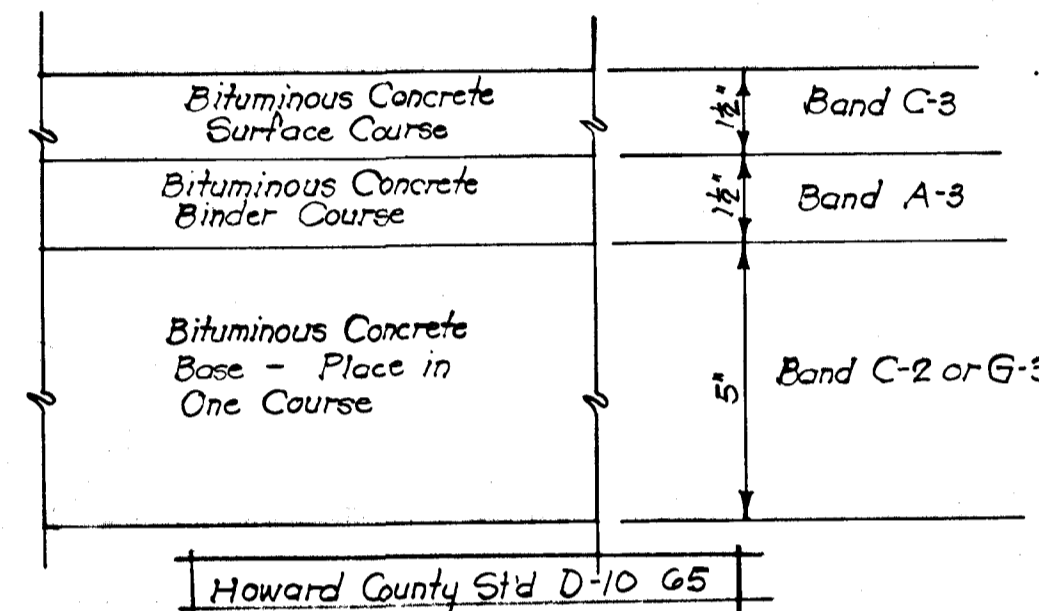 Bituminous Concrete
Surface Course
1½"
Band C-3
Bituminous Concrete
Binder Course
1½"
Band A-3
Bituminous Concrete
Base - Place in
One Course
5"
Band C-2 or G-3
Howard County St'd D-10 65